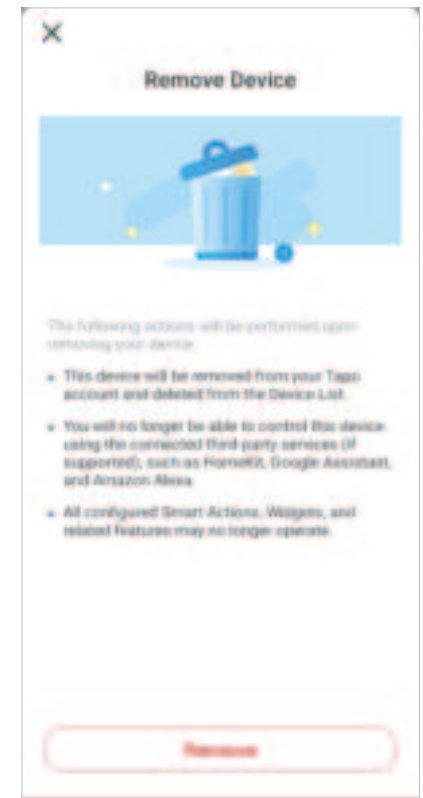 Remove Device
The following actions will be performed upon
removing your device.
• This device will be removed from your Tapo
account and deleted from the Device List.
• You will no longer be able to control this device
using the connected third party services (if
supported), such as HomeKit, Google Assistant,
and Amazon Alexa.
• All configured Smart Actions, Widgets, and
related features may no longer operate.
Remove